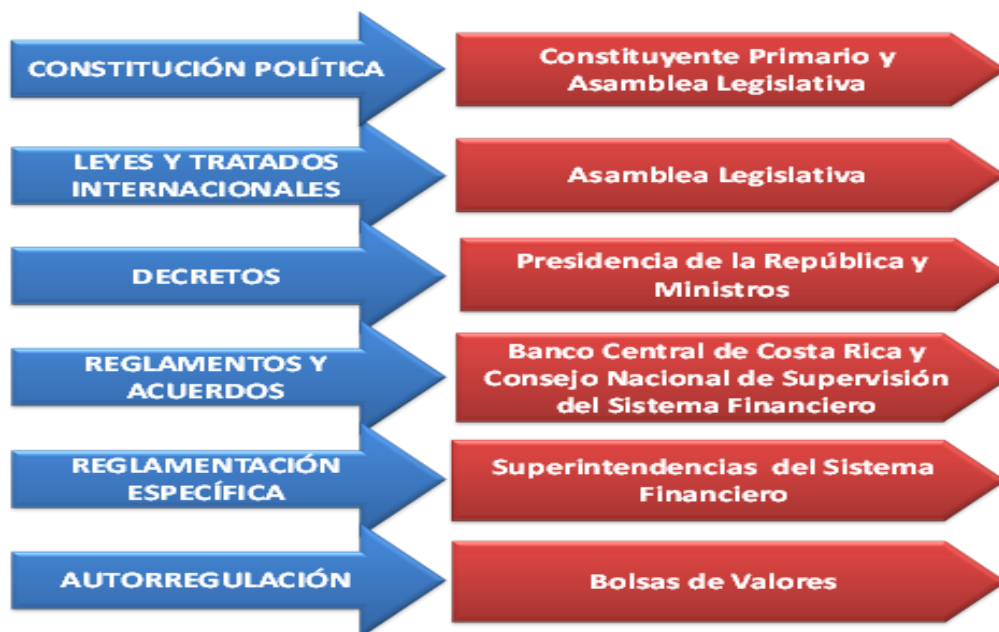 CONSTITUCIÓN POLÍTICA
Constituyente Primario y
Asamblea Legislativa
LEYES Y TRATADOS
INTERNACIONALES
Asamblea Legislativa
DECRETOS
Presidencia de la República y
Ministros
REGLAMENTOS Y
ACUERDOS
Banco Central de Costa Rica y
Consejo Nacional de Supervisión
del Sistema Financiero
REGLAMENTACIÓN
ESPECÍFICA
Superintendencias del Sistema
Financiero
AUTORREGULACIÓN
Bolsas de Valores